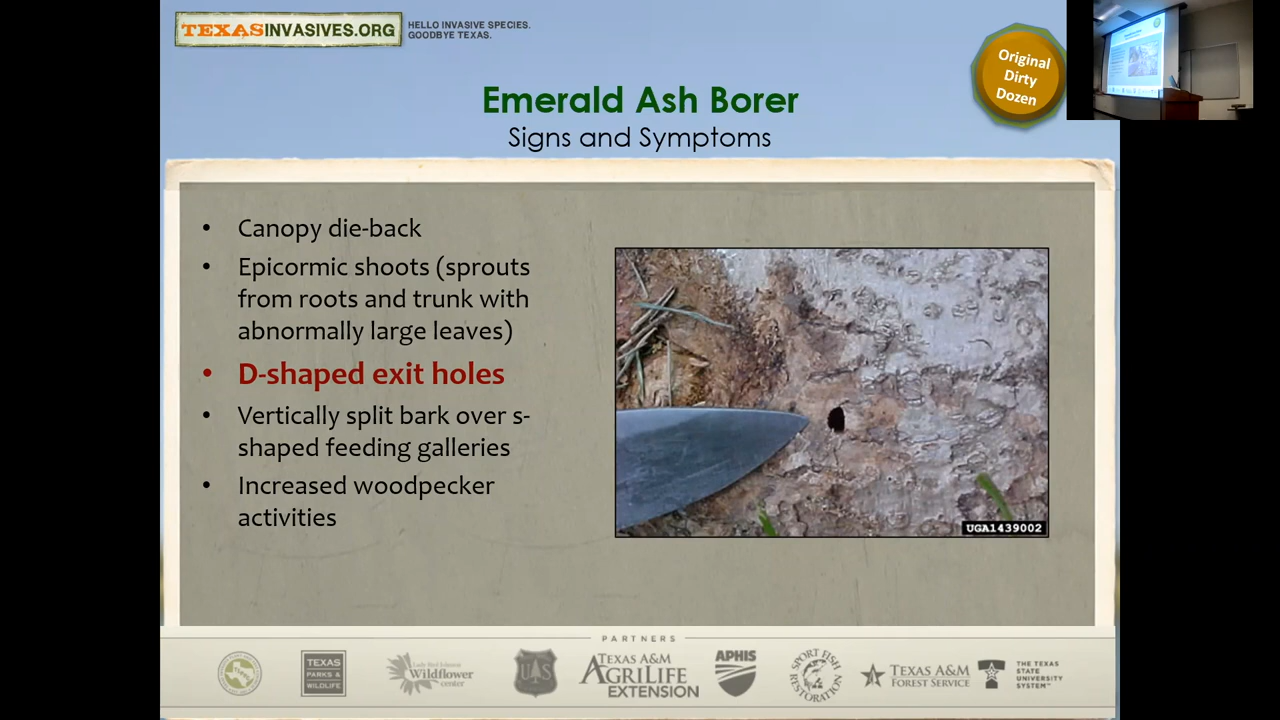 TEXASINVASIVES.ORG
HELLO INVASIVE SPECIES.
GOODBYE TEXAS.
Original
Dirty
Dozen
Emerald Ash Borer
Signs and Symptoms
• Canopy die-back
• Epicormic shoots (sprouts
from roots and trunk with
abnormally large leaves)
• D-shaped exit holes
• Vertically split bark over s-
shaped feeding galleries
• Increased woodpecker
activities
UGA1439002
PARTNERS
TEXAS
PARKS &
WILDLIFE
Lady Bird Johnson
Wildflower
center
UAS
TEXAS A&M
AGRILIFE
EXTENSION
APHIS
SPORT FISH
RESTORATION
TEXAS A&M
FOREST SERVICE
THE TEXAS
STATE
UNIVERSITY
SYSTEM™